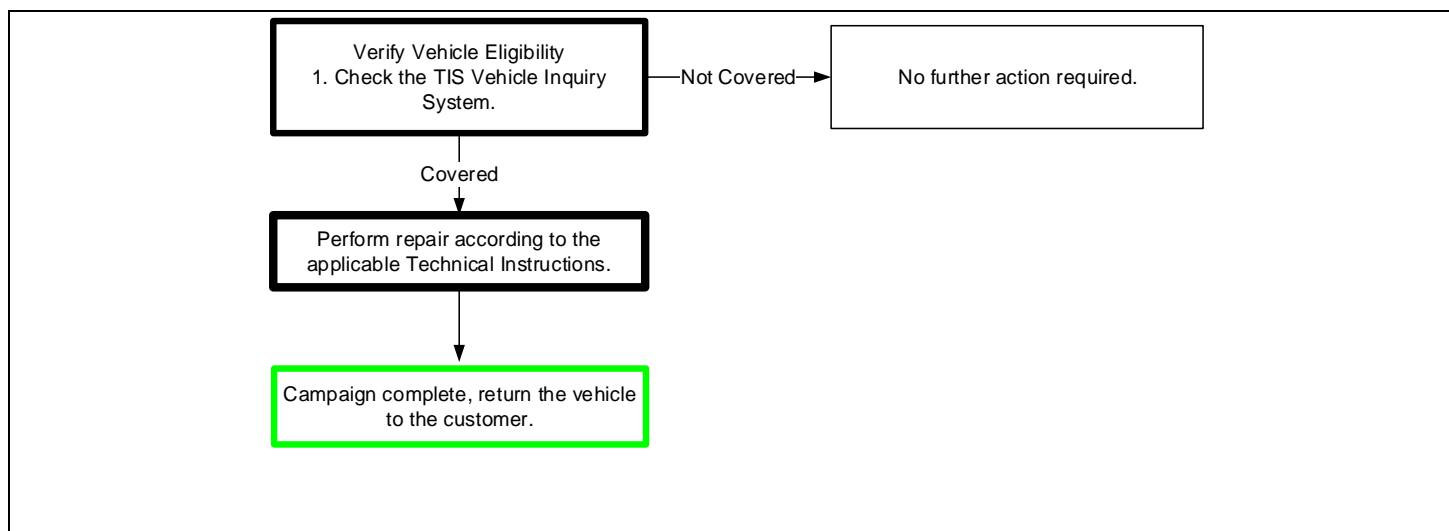 Verify Vehicle Eligibility
1. Check the TIS Vehicle Inquiry
System.
Not Covered
No further action required.
Covered
Perform repair according to the
applicable Technical Instructions.
Campaign complete, return the vehicle
to the customer.